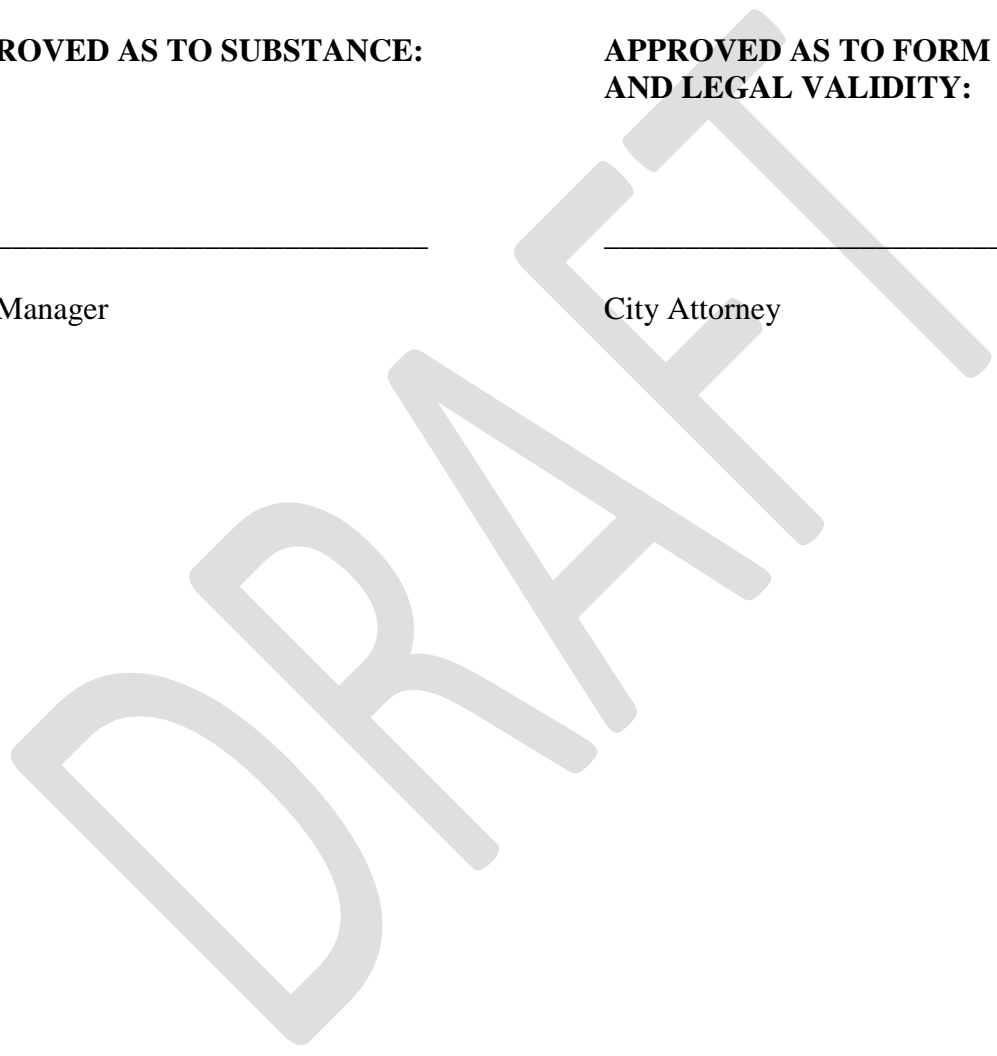 ROVED AS TO SUBSTANCE:
APPROVED AS TO FORM
AND LEGAL VALIDITY:
Manager
City Attorney
DRAFT